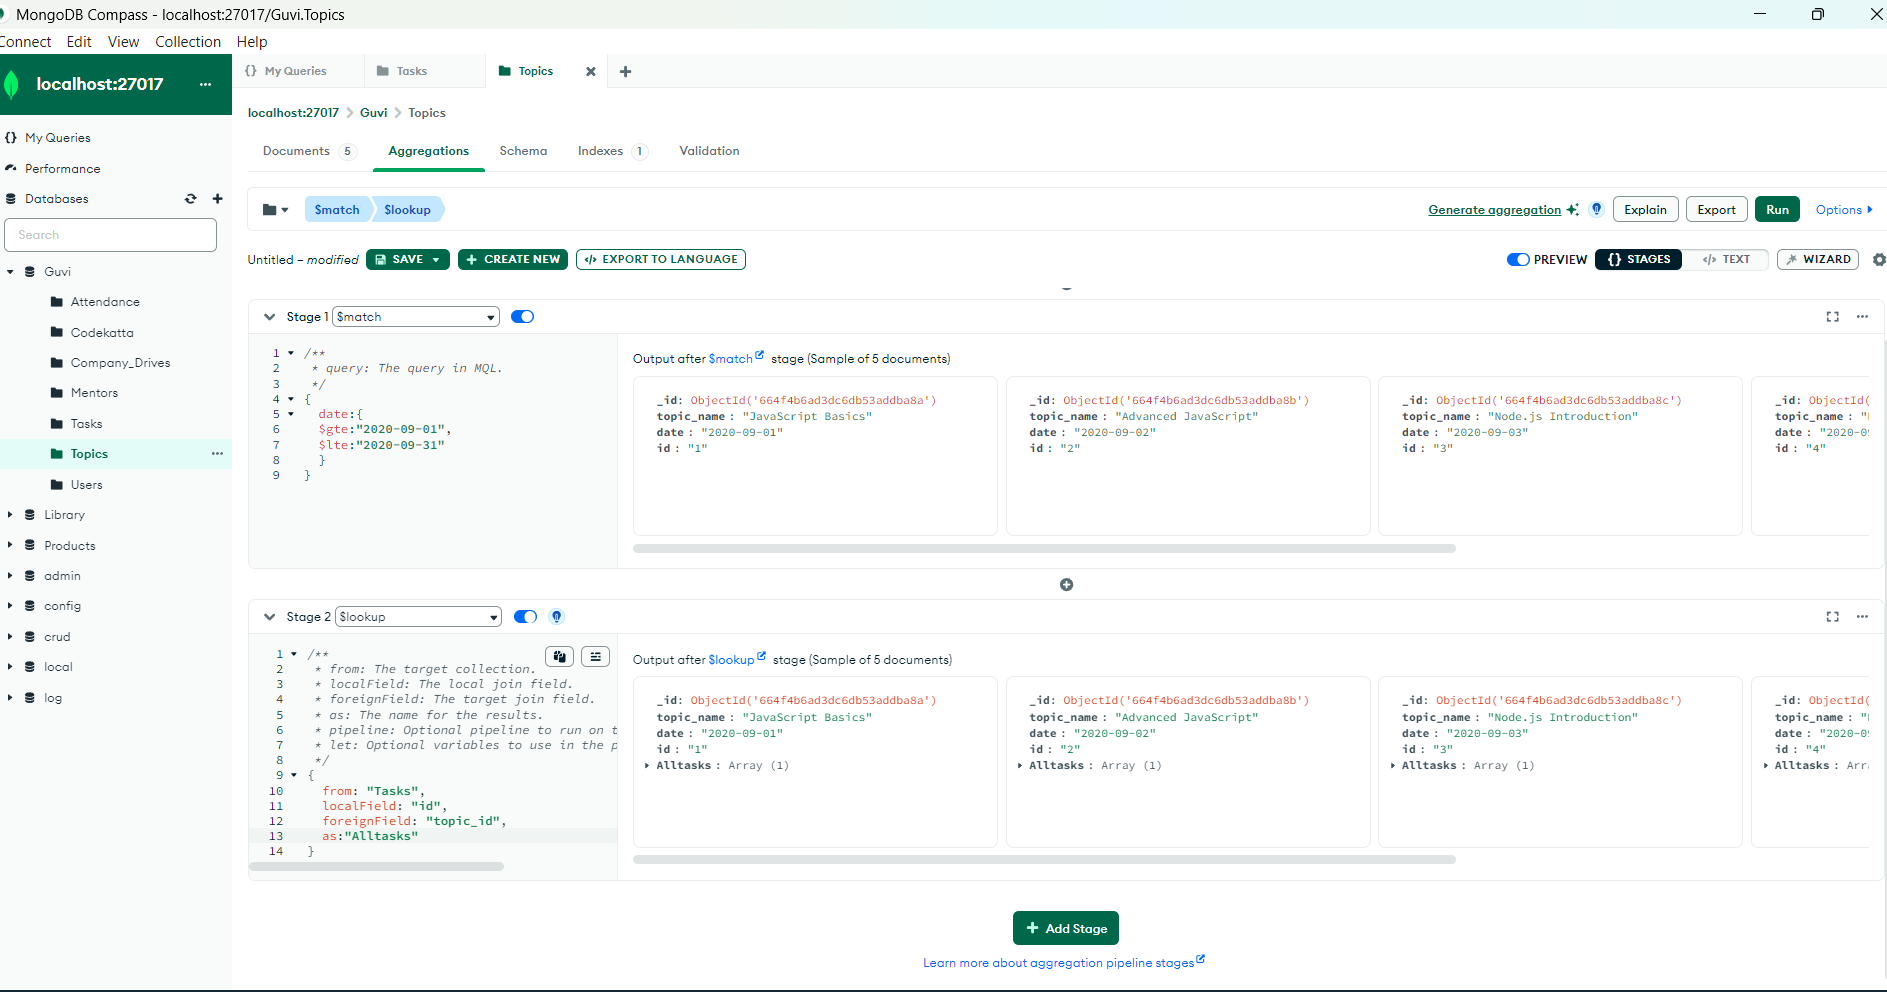 MongoDB Compass - localhost:27017/Guvi.Topics
Connect Edit View Collection Help
localhost:27017 ...
{} My Queries
Performance
Databases
Search
Guvi
Attendance
Codekatta
Company_Drives
Mentors
Tasks
Topics ...
Users
Library
Products
admin
config
crud
local
log
{} My Queries Tasks Topics
localhost:27017 > Guvi > Topics
Documents 5 Aggregations Schema Indexes 1 Validation
$match $lookup Generate aggregation Explain Export Run Options
Untitled – modified SAVE + CREATE NEW </> EXPORT TO LANGUAGE PREVIEW {} STAGES </> TEXT WIZARD
Stage 1 $match ...
1 /**
2 * query: The query in MQL.
3 */
4 {
5 date:{
6 $gte:"2020-09-01",
7 $lte:"2020-09-31"
8 }
9 }
Output after $match stage (Sample of 5 documents)
_id: ObjectId('664f4b6ad3dc6db53addba8a')
topic_name : "JavaScript Basics"
date : "2020-09-01"
id : "1"
_id: ObjectId('664f4b6ad3dc6db53addba8b')
topic_name : "Advanced JavaScript"
date : "2020-09-02"
id : "2"
_id: ObjectId('664f4b6ad3dc6db53addba8c')
topic_name : "Node.js Introduction"
date : "2020-09-03"
id : "3"
_id: ObjectId(
topic_name : "
date : "2020-09
id : "4"
Stage 2 $lookup ...
1 /**
2 * from: The target collection.
3 * localField: The local join field.
4 * foreignField: The target join field.
5 * as: The name for the results.
6 * pipeline: Optional pipeline to run on t
7 * let: Optional variables to use in the p
8 */
9 {
10 from: "Tasks",
11 localField: "id",
12 foreignField: "topic_id",
13 as:"Alltasks"
14 }
Output after $lookup stage (Sample of 5 documents)
_id: ObjectId('664f4b6ad3dc6db53addba8a')
topic_name : "JavaScript Basics"
date : "2020-09-01"
id : "1"
Alltasks : Array (1)
_id: ObjectId('664f4b6ad3dc6db53addba8b')
topic_name : "Advanced JavaScript"
date : "2020-09-02"
id : "2"
Alltasks : Array (1)
_id: ObjectId('664f4b6ad3dc6db53addba8c')
topic_name : "Node.js Introduction"
date : "2020-09-03"
id : "3"
Alltasks : Array (1)
_id: ObjectId(
topic_name : "
date : "2020-09
id : "4"
Alltasks : Arr
+ Add Stage
Learn more about aggregation pipeline stages